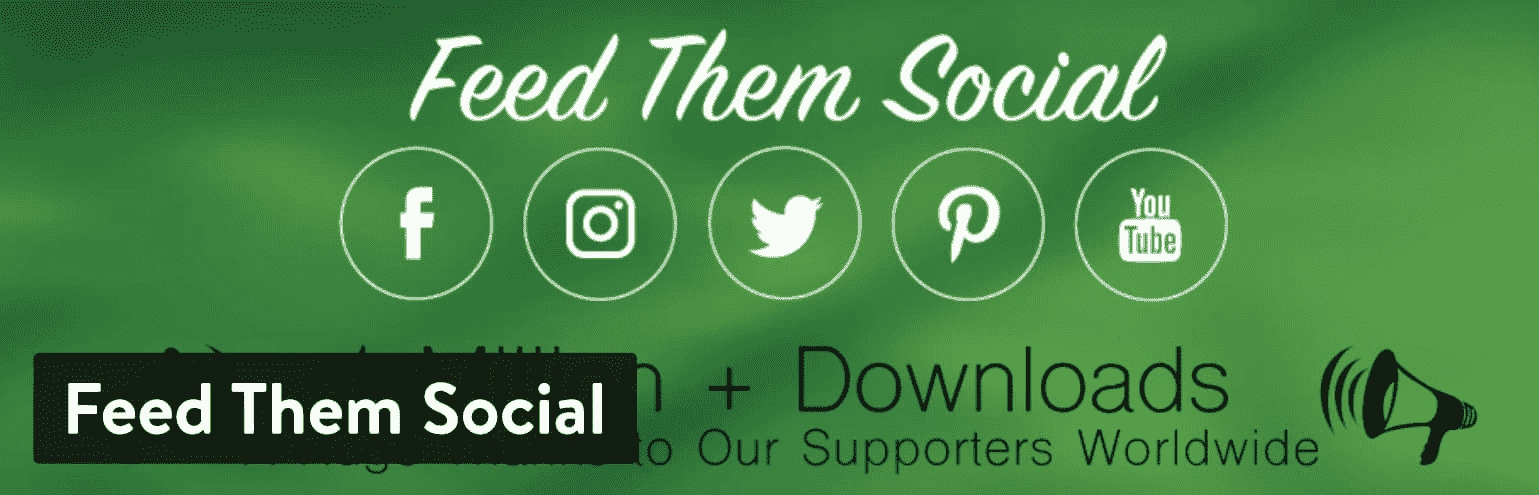 Feed Them Social
You
Tube
+ Downloads
Feed Them Social
to Our Supporters Worldwide